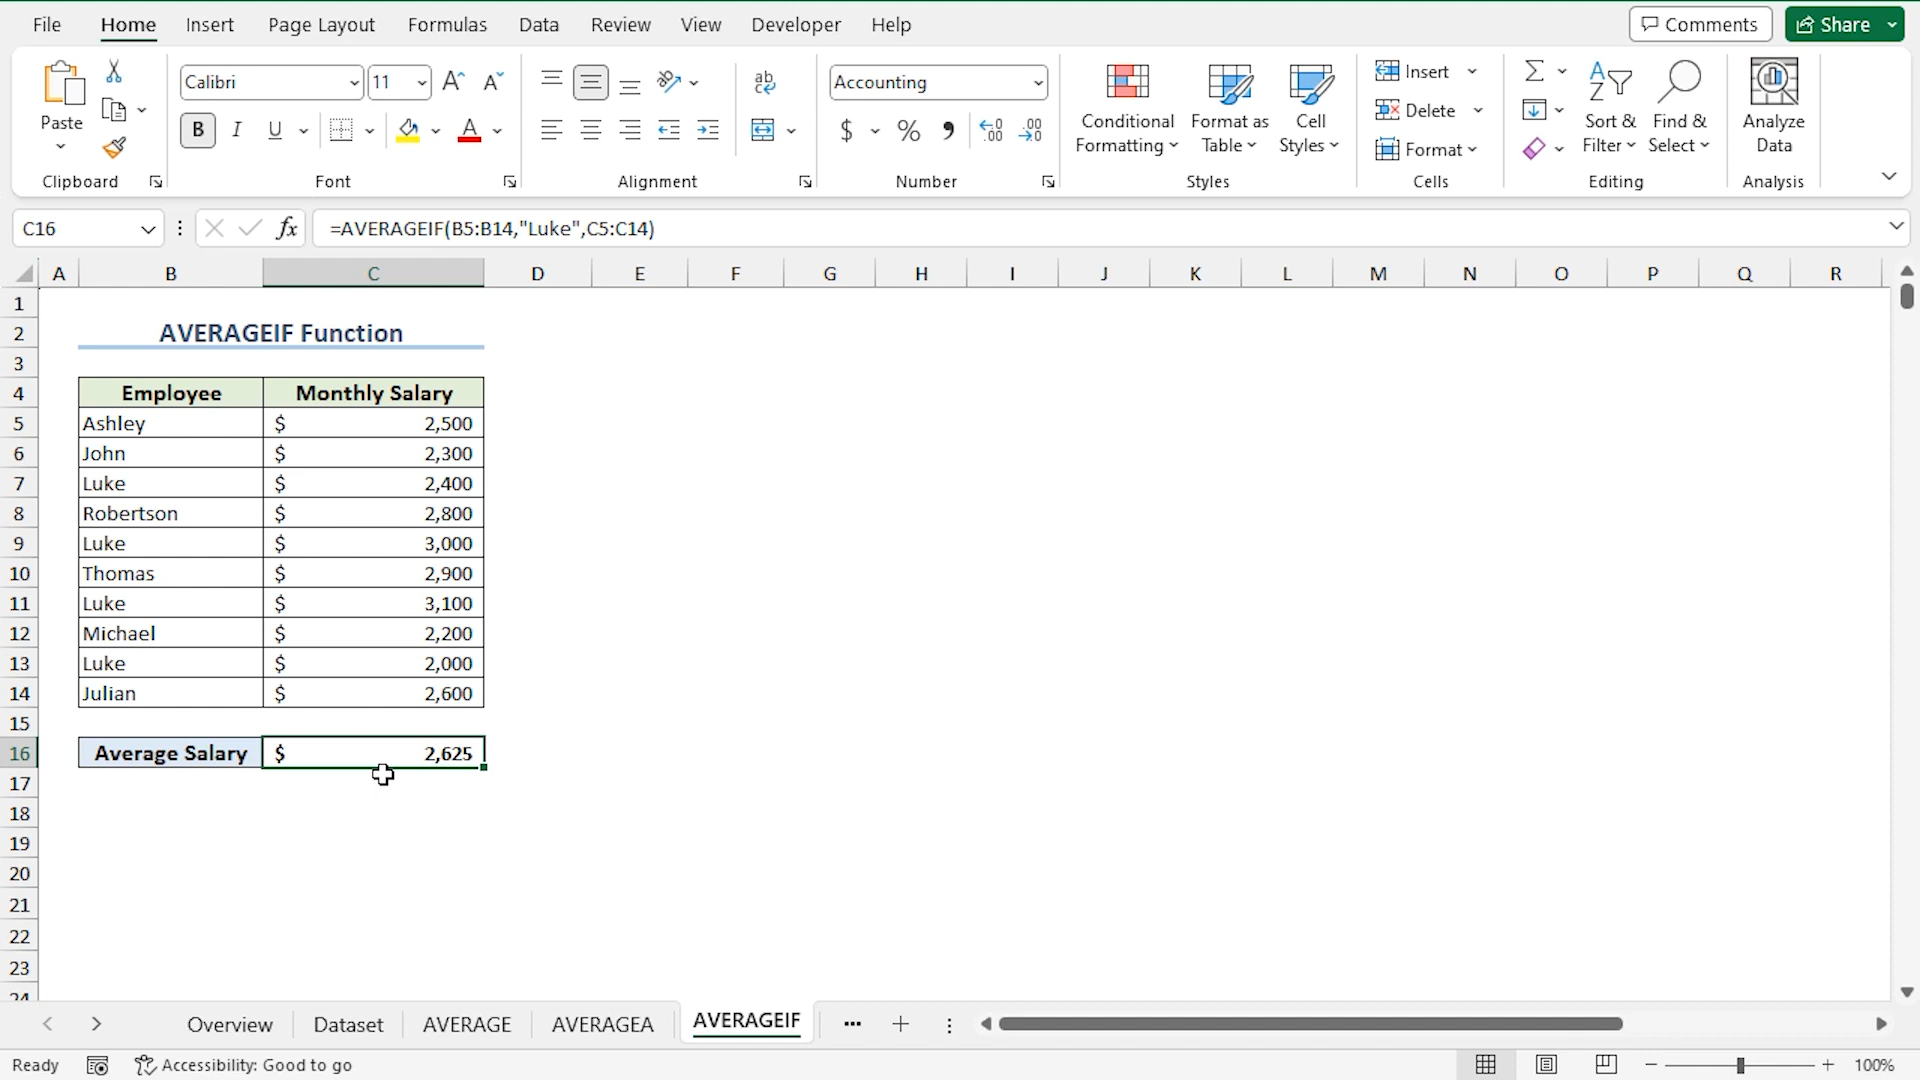 File Home Insert Page Layout Formulas Data Review View Developer Help Comments Share
Paste
Clipboard
Calibri 11
B I U A
Font
ab
Alignment
Accounting
$ % 9
Number
Conditional Formatting
Format as Table
Cell Styles
Styles
Insert
Delete
Format
Cells
Σ
Sort & Filter
Find & Select
Editing
Analyze Data
Analysis
C16 fx =AVERAGEIF(B5:B14,"Luke",C5:C14)
A B C D E F G H I J K L M N O P Q R
1
2 AVERAGEIF Function
3
4 Employee Monthly Salary
5 Ashley $ 2,500
6 John $ 2,300
7 Luke $ 2,400
8 Robertson $ 2,800
9 Luke $ 3,000
10 Thomas $ 2,900
11 Luke $ 3,100
12 Michael $ 2,200
13 Luke $ 2,000
14 Julian $ 2,600
15
16 Average Salary $ 2,625
17
18
19
20
21
22
23
24
Overview Dataset AVERAGE AVERAGEA AVERAGEIF ...
Ready Accessibility: Good to go 100%